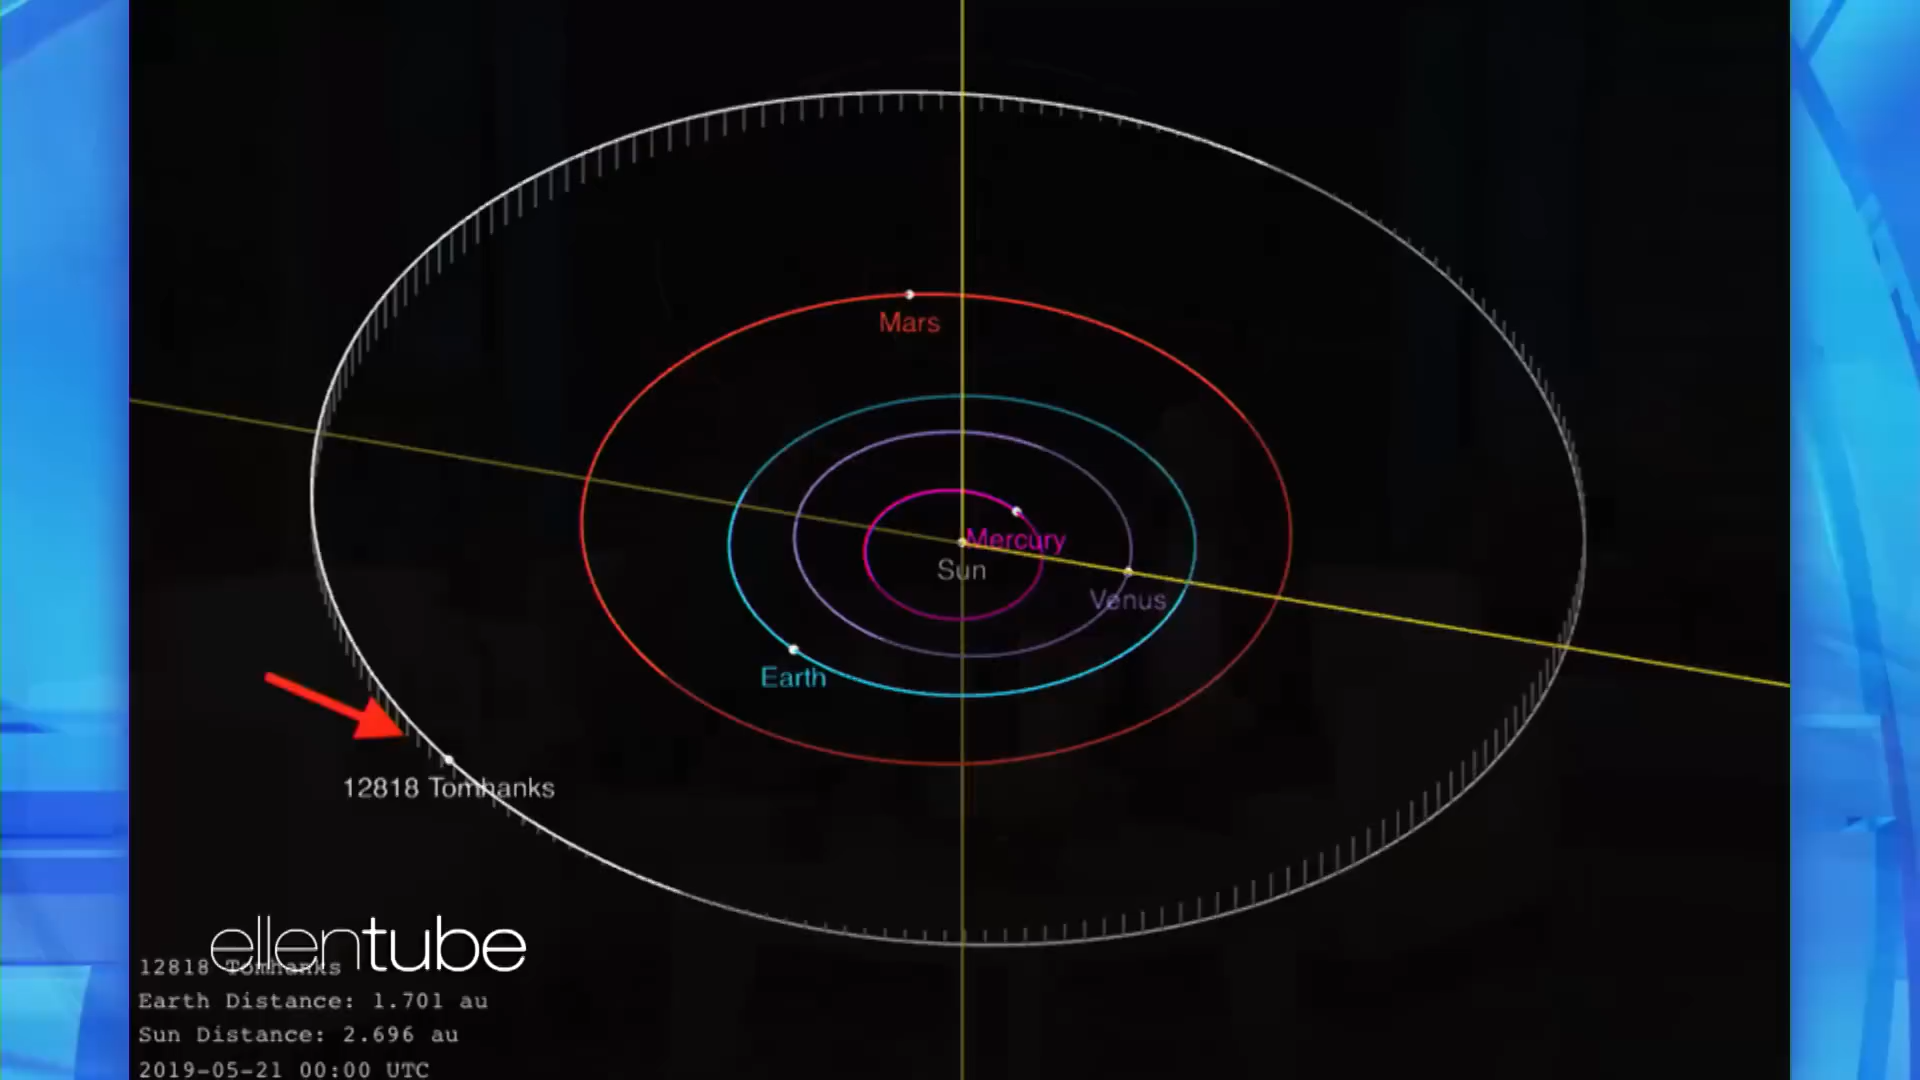 Mars
Mercury
Sun
Venus
Earth
12818 Tomhanks
ellentube
12818 Tomhanks
Earth Distance: 1.701 au
Sun Distance: 2.696 au
2019-05-21 00:00 UTC